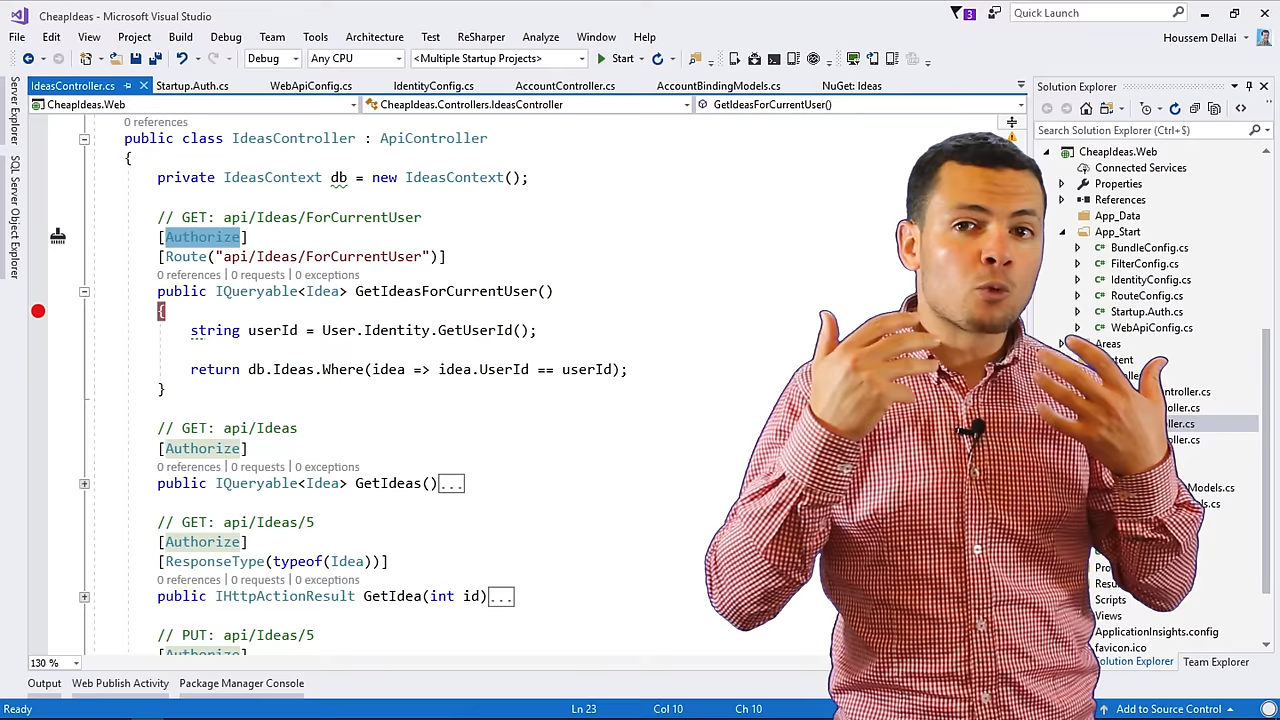 CheapIdeas - Microsoft Visual Studio
3
Quick Launch
File Edit View Project Build Debug Team Tools Architecture Test ReSharper Analyze Window Help
Houssem Dellai
Debug Any CPU <Multiple Startup Projects> Start
IdeasController.cs Startup.Auth.cs WebApiConfig.cs IdentityConfig.cs AccountController.cs AccountBindingModels.cs NuGet: Ideas
CheapIdeas.Web CheapIdeas.Controllers.IdeasController GetIdeasForCurrentUser()
Server Explorer
SQL Server Object Explorer
0 references
public class IdeasController : ApiController
{
private IdeasContext db = new IdeasContext();
// GET: api/Ideas/ForCurrentUser
[Authorize]
[Route("api/Ideas/ForCurrentUser")]
0 references | 0 requests | 0 exceptions
public IQueryable<Idea> GetIdeasForCurrentUser()
{
string userId = User.Identity.GetUserId();
return db.Ideas.Where(idea => idea.UserId == userId);
}
// GET: api/Ideas
[Authorize]
0 references | 0 requests | 0 exceptions
public IQueryable<Idea> GetIdeas()...
// GET: api/Ideas/5
[Authorize]
[ResponseType(typeof(Idea))]
0 references | 0 requests | 0 exceptions
public IHttpActionResult GetIdea(int id)...
// PUT: api/Ideas/5
[Authorize]
130 %
Solution Explorer
Search Solution Explorer (Ctrl+$)
CheapIdeas.Web
Connected Services
Properties
References
App_Data
App_Start
BundleConfig.cs
FilterConfig.cs
IdentityConfig.cs
RouteConfig.cs
Startup.Auth.cs
WebApiConfig.cs
Areas
Scripts
Views
ApplicationInsights.config
favicon.ico
Team Explorer
Output Web Publish Activity Package Manager Console
Ready Ln 23 Col 10 Ch 10 Add to Source Control